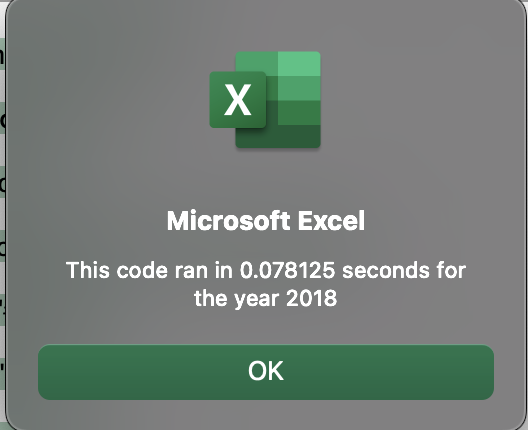 X
Microsoft Excel
This code ran in 0.078125 seconds for
the year 2018
OK